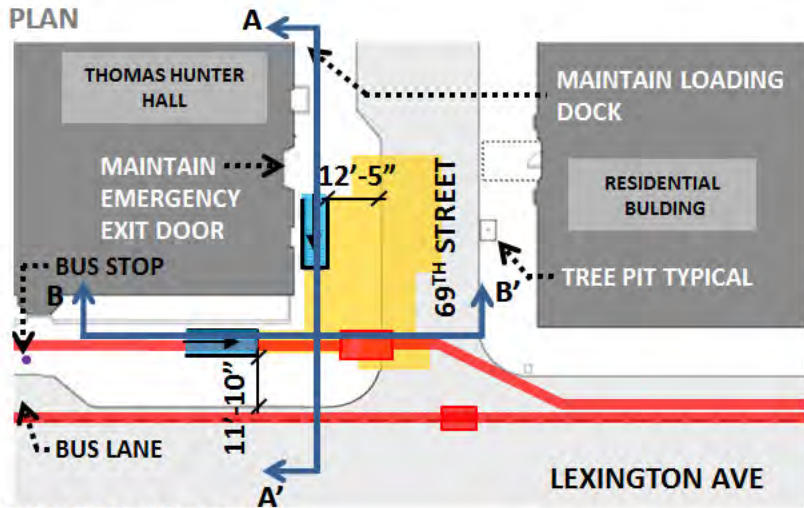 PLAN
A
THOMAS HUNTER
HALL
MAINTAIN LOADING
DOCK
MAINTAIN
EMERGENCY
EXIT DOOR
12'-5"
69TH STREET
RESIDENTIAL
BULDING
BUS STOP
B
B'
TREE PIT TYPICAL
11'-10"
BUS LANE
A'
LEXINGTON AVE